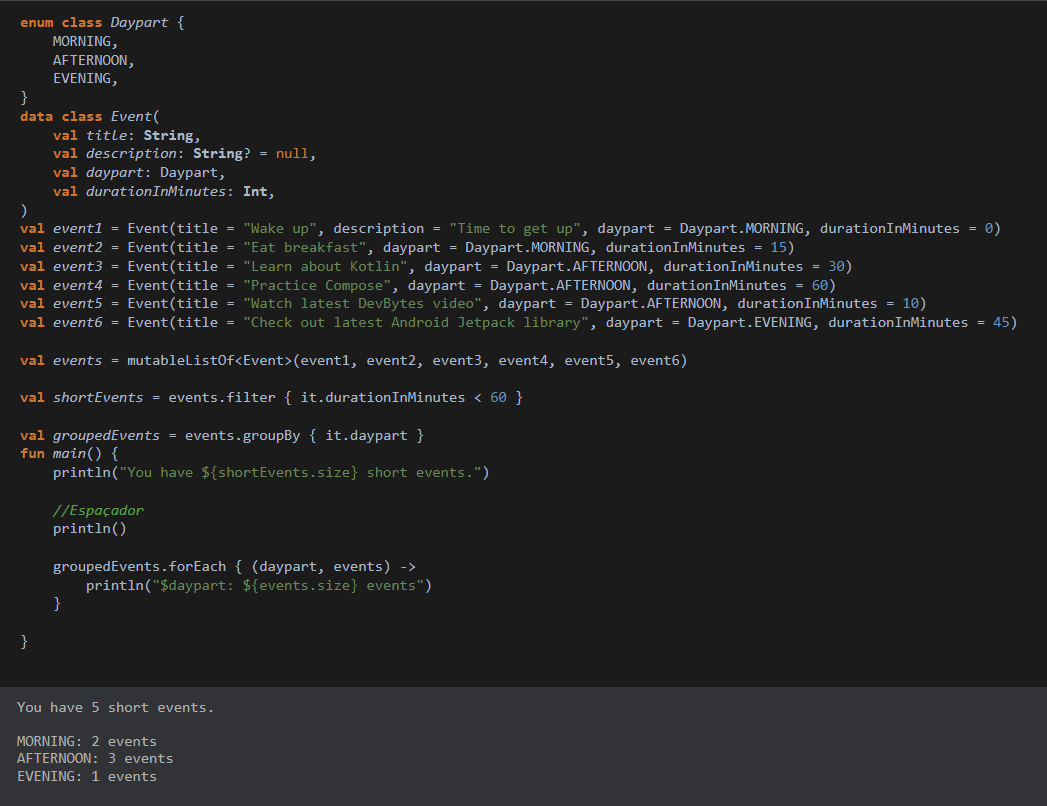 enum class Daypart {
    MORNING,
    AFTERNOON,
    EVENING,
}
data class Event(
    val title: String,
    val description: String? = null,
    val daypart: Daypart,
    val durationInMinutes: Int,
)
val event1 = Event(title = "Wake up", description = "Time to get up", daypart = Daypart.MORNING, durationInMinutes = 0)
val event2 = Event(title = "Eat breakfast", daypart = Daypart.MORNING, durationInMinutes = 15)
val event3 = Event(title = "Learn about Kotlin", daypart = Daypart.AFTERNOON, durationInMinutes = 30)
val event4 = Event(title = "Practice Compose", daypart = Daypart.AFTERNOON, durationInMinutes = 60)
val event5 = Event(title = "Watch latest DevBytes video", daypart = Daypart.AFTERNOON, durationInMinutes = 10)
val event6 = Event(title = "Check out latest Android Jetpack library", daypart = Daypart.EVENING, durationInMinutes = 45)

val events = mutableListOf<Event>(event1, event2, event3, event4, event5, event6)

val shortEvents = events.filter { it.durationInMinutes < 60 }

val groupedEvents = events.groupBy { it.daypart }
fun main() {
    println("You have ${shortEvents.size} short events.")

    //Espaçador
    println()

    groupedEvents.forEach { (daypart, events) ->
        println("$daypart: ${events.size} events")
    }

}

You have 5 short events.

MORNING: 2 events
AFTERNOON: 3 events
EVENING: 1 events